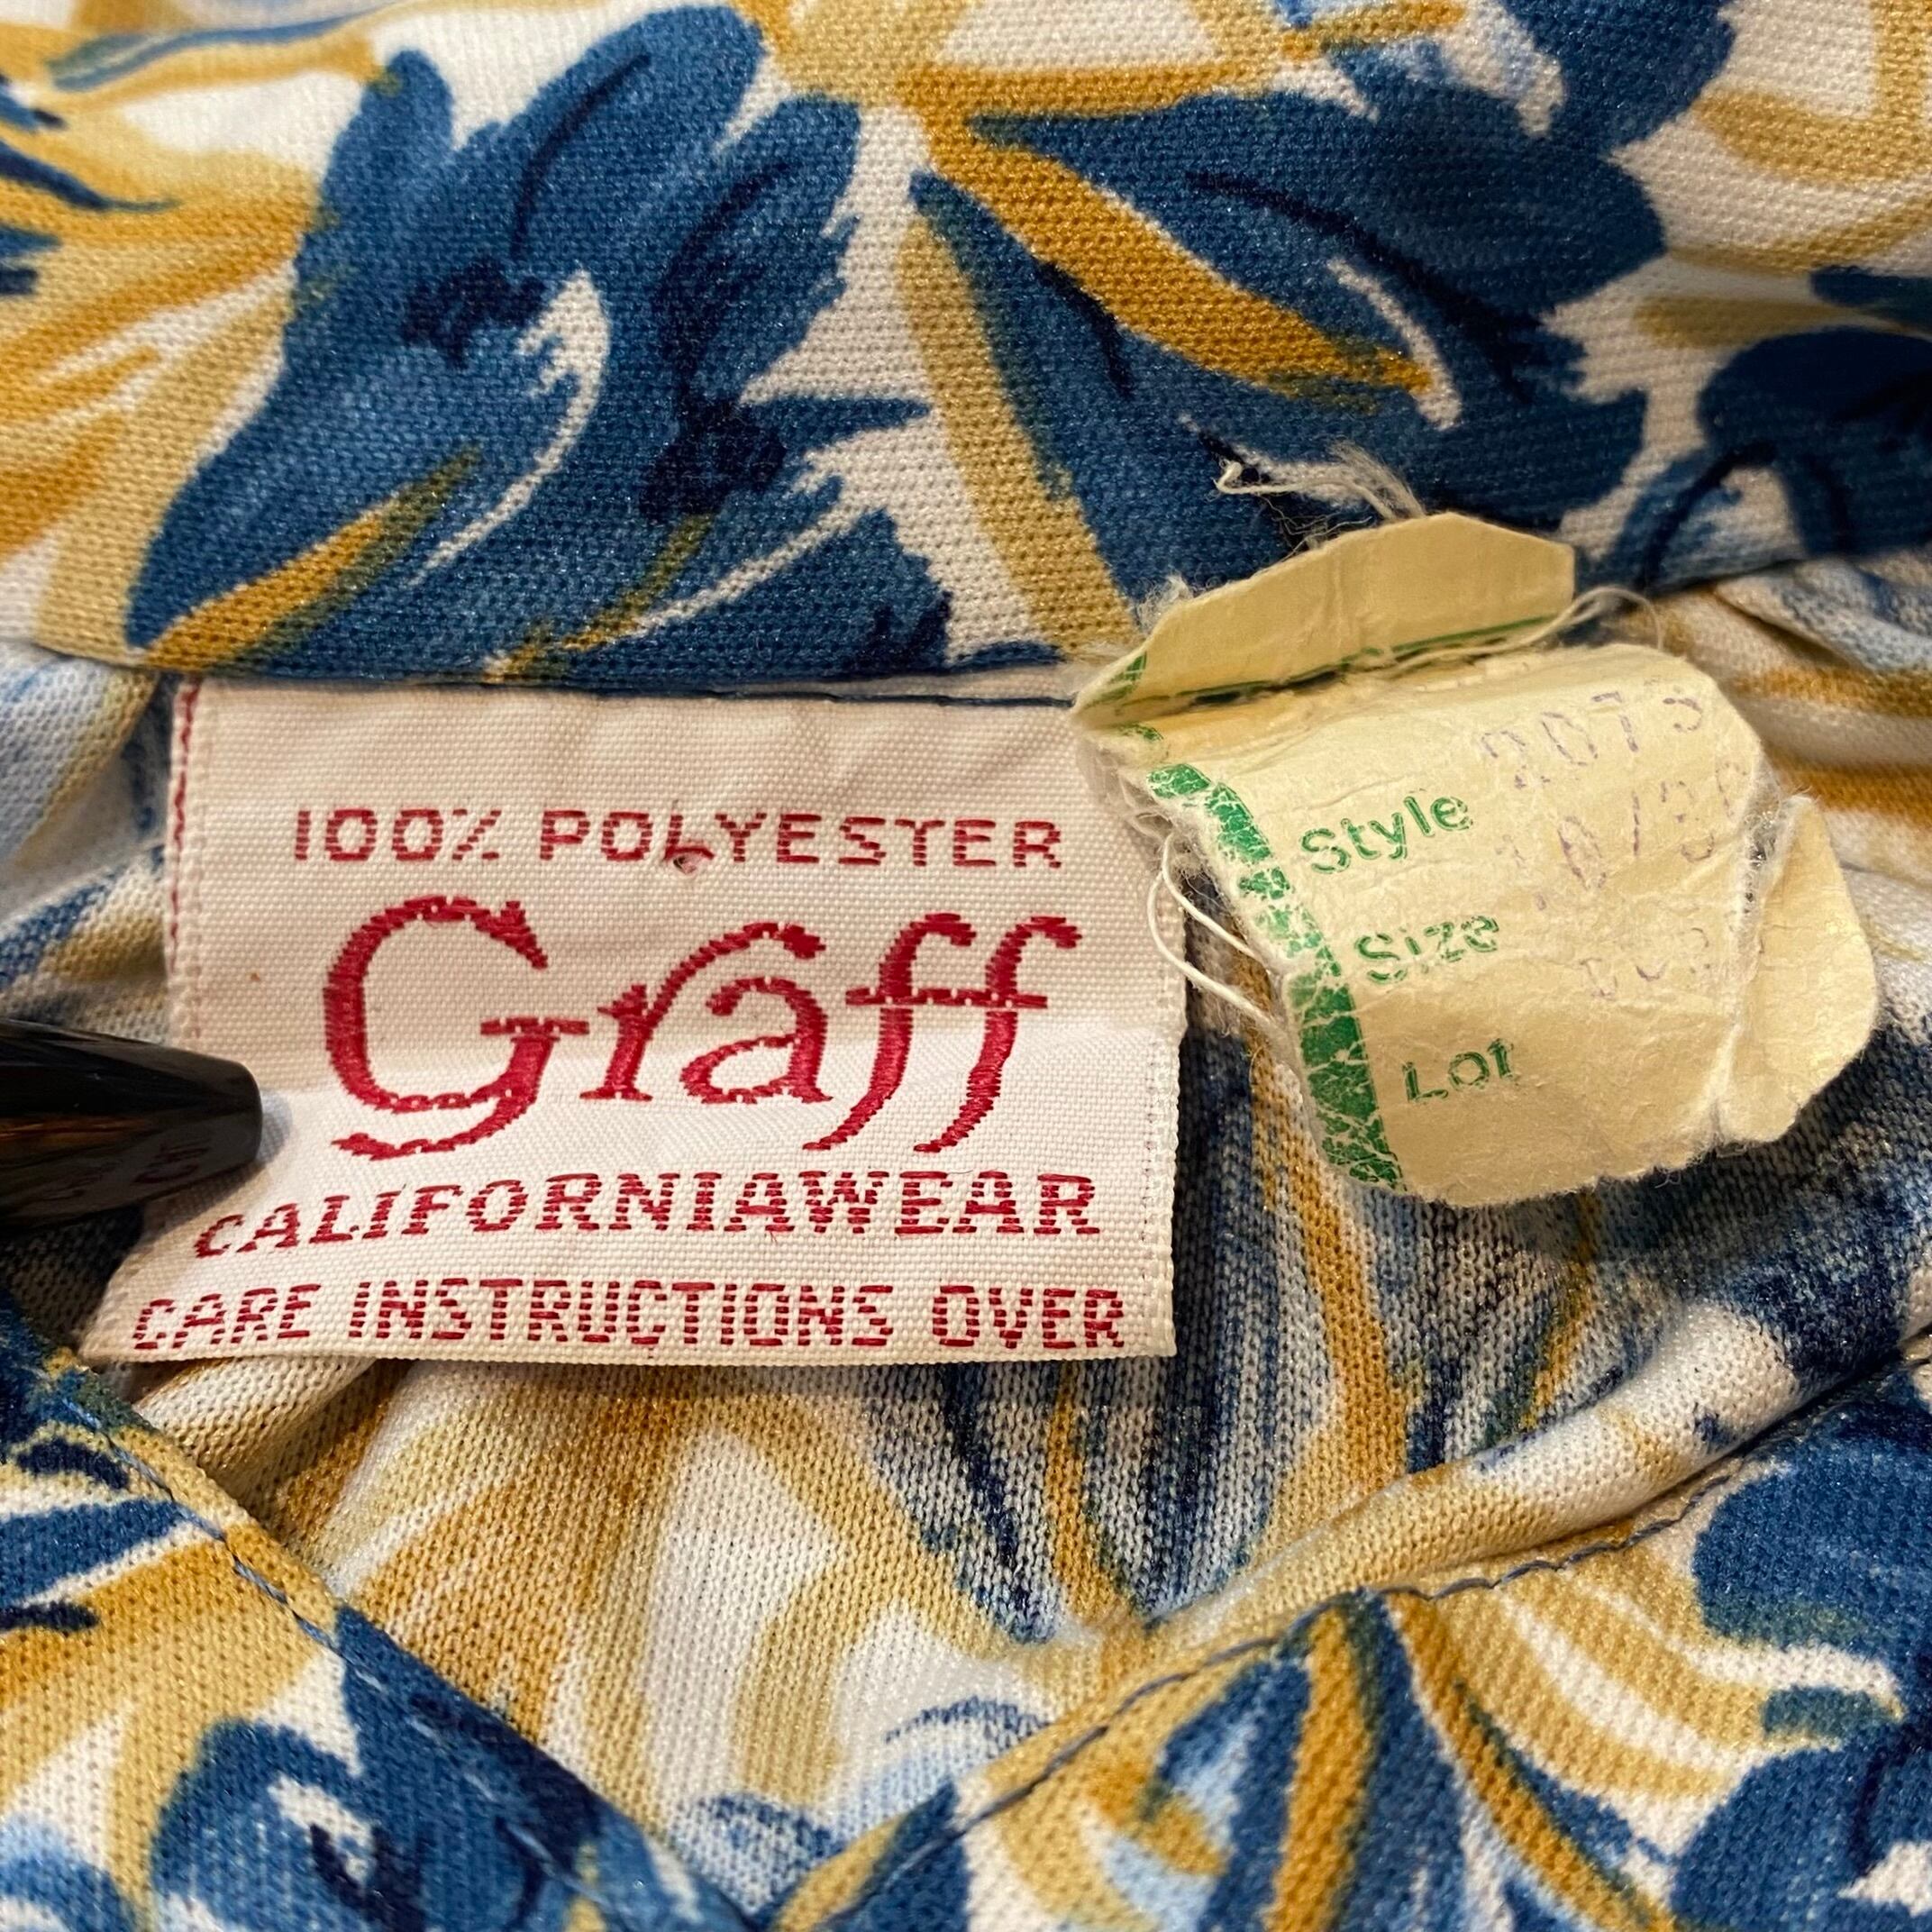 100% POLYESTER
Graff
CALIFORNIAWEAR
CARE INSTRUCTIONS OVER
Style
Size
Lot